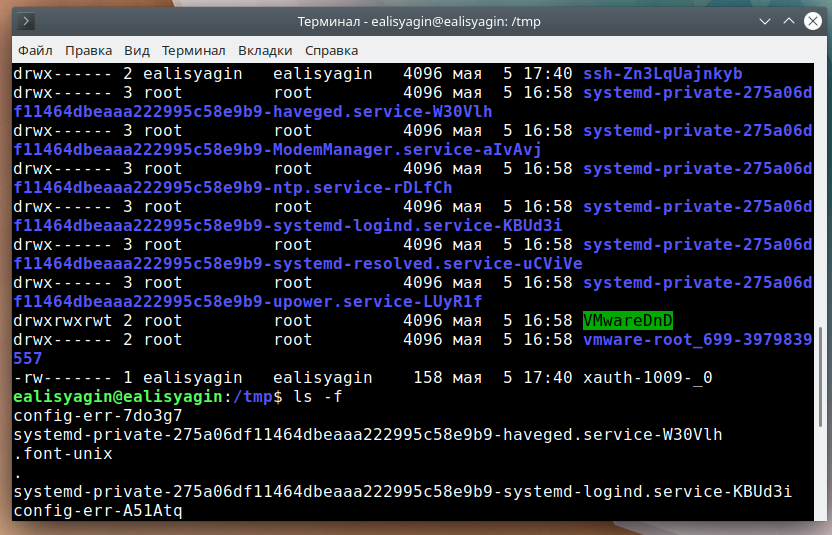 Терминал - ealisyagin@ealisyagin: /tmp
Файл Правка Вид Терминал Вкладки Справка
drwx------ 2 ealisyagin   ealisyagin   4096 мая  5 17:40 ssh-Zn3LqUajnkyb
drwx------ 3 root         root         4096 мая  5 16:58 systemd-private-275a06d
f11464dbeaaa222995c58e9b9-haveged.service-W30Vlh
drwx------ 3 root         root         4096 мая  5 16:58 systemd-private-275a06d
f11464dbeaaa222995c58e9b9-ModemManager.service-aIvAvj
drwx------ 3 root         root         4096 мая  5 16:58 systemd-private-275a06d
f11464dbeaaa222995c58e9b9-ntp.service-rDLfCh
drwx------ 3 root         root         4096 мая  5 16:58 systemd-private-275a06d
f11464dbeaaa222995c58e9b9-systemd-logind.service-KBUd3i
drwx------ 3 root         root         4096 мая  5 16:58 systemd-private-275a06d
f11464dbeaaa222995c58e9b9-systemd-resolved.service-uCViVe
drwx------ 3 root         root         4096 мая  5 16:58 systemd-private-275a06d
f11464dbeaaa222995c58e9b9-upower.service-LUyR1f
drwxrwxrwt 2 root         root         4096 мая  5 16:58 VMwareDnD
drwx------ 2 root         root         4096 мая  5 16:58 vmware-root_699-3979839
557
-rw------- 1 ealisyagin   ealisyagin    158 мая  5 17:40 xauth-1009-_0
ealisyagin@ealisyagin:/tmp$ ls -f
config-err-7do3g7
systemd-private-275a06df11464dbeaaa222995c58e9b9-haveged.service-W30Vlh
.font-unix
.
systemd-private-275a06df11464dbeaaa222995c58e9b9-systemd-logind.service-KBUd3i
config-err-A51Atq